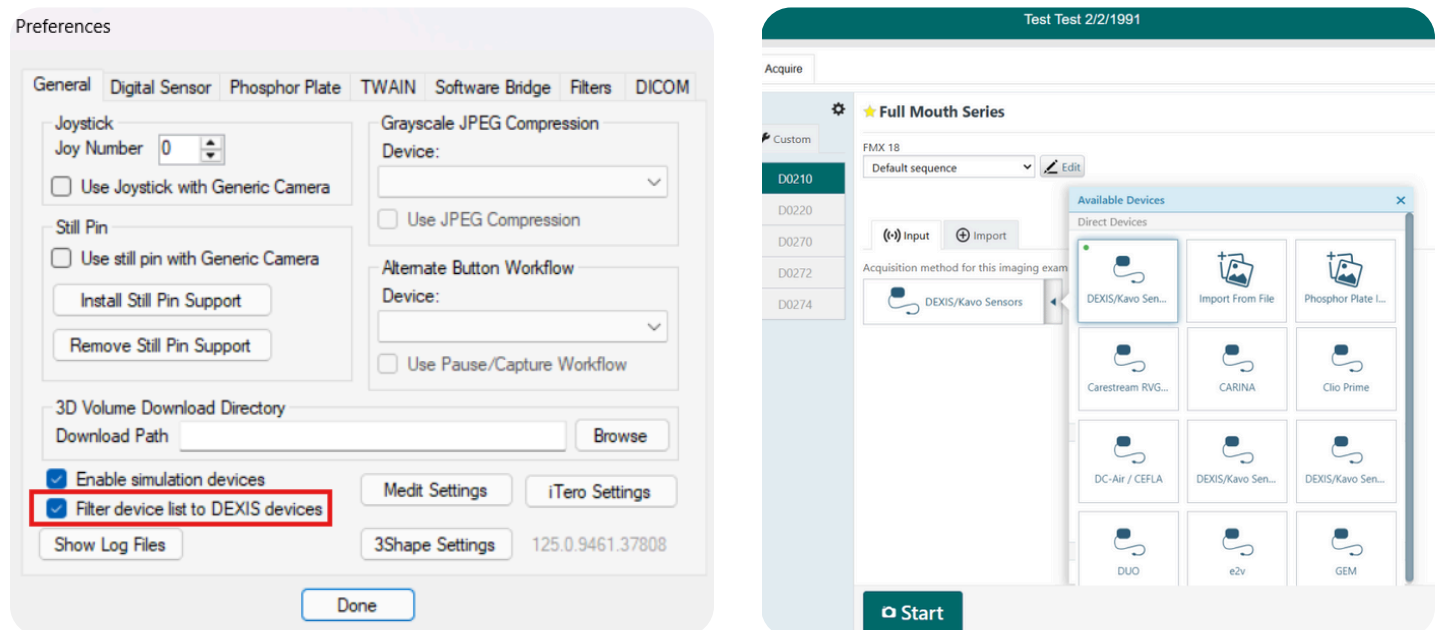 Preferences
General Digital Sensor Phosphor Plate TWAIN Software Bridge Filters DICOM
Joystick
Joy Number 0
Use Joystick with Generic Camera
Still Pin
Use still pin with Generic Camera
Install Still Pin Support
Remove Still Pin Support
Grayscale JPEG Compression
Device:
Use JPEG Compression
Alternate Button Workflow
Device:
Use Pause/Capture Workflow
3D Volume Download Directory
Download Path Browse
Enable simulation devices
Filter device list to DEXIS devices
Show Log Files
Medit Settings iTero Settings
3Shape Settings 125.0.9461.37808
Done
Test Test 2/2/1991
Acquire
Custom
D0210
D0220
D0270
D0272
D0274
Full Mouth Series
FMX 18
Default sequence Edit
Input Import
Acquisition method for this imaging exam
DEXIS/Kavo Sensors
Available Devices
Direct Devices
DEXIS/Kavo Sen... Import From File Phosphor Plate I...
Carestream RVG... CARINA Clio Prime
DC-Air / CEFLA DEXIS/Kavo Sen... DEXIS/Kavo Sen...
DUO e2v GEM
Start